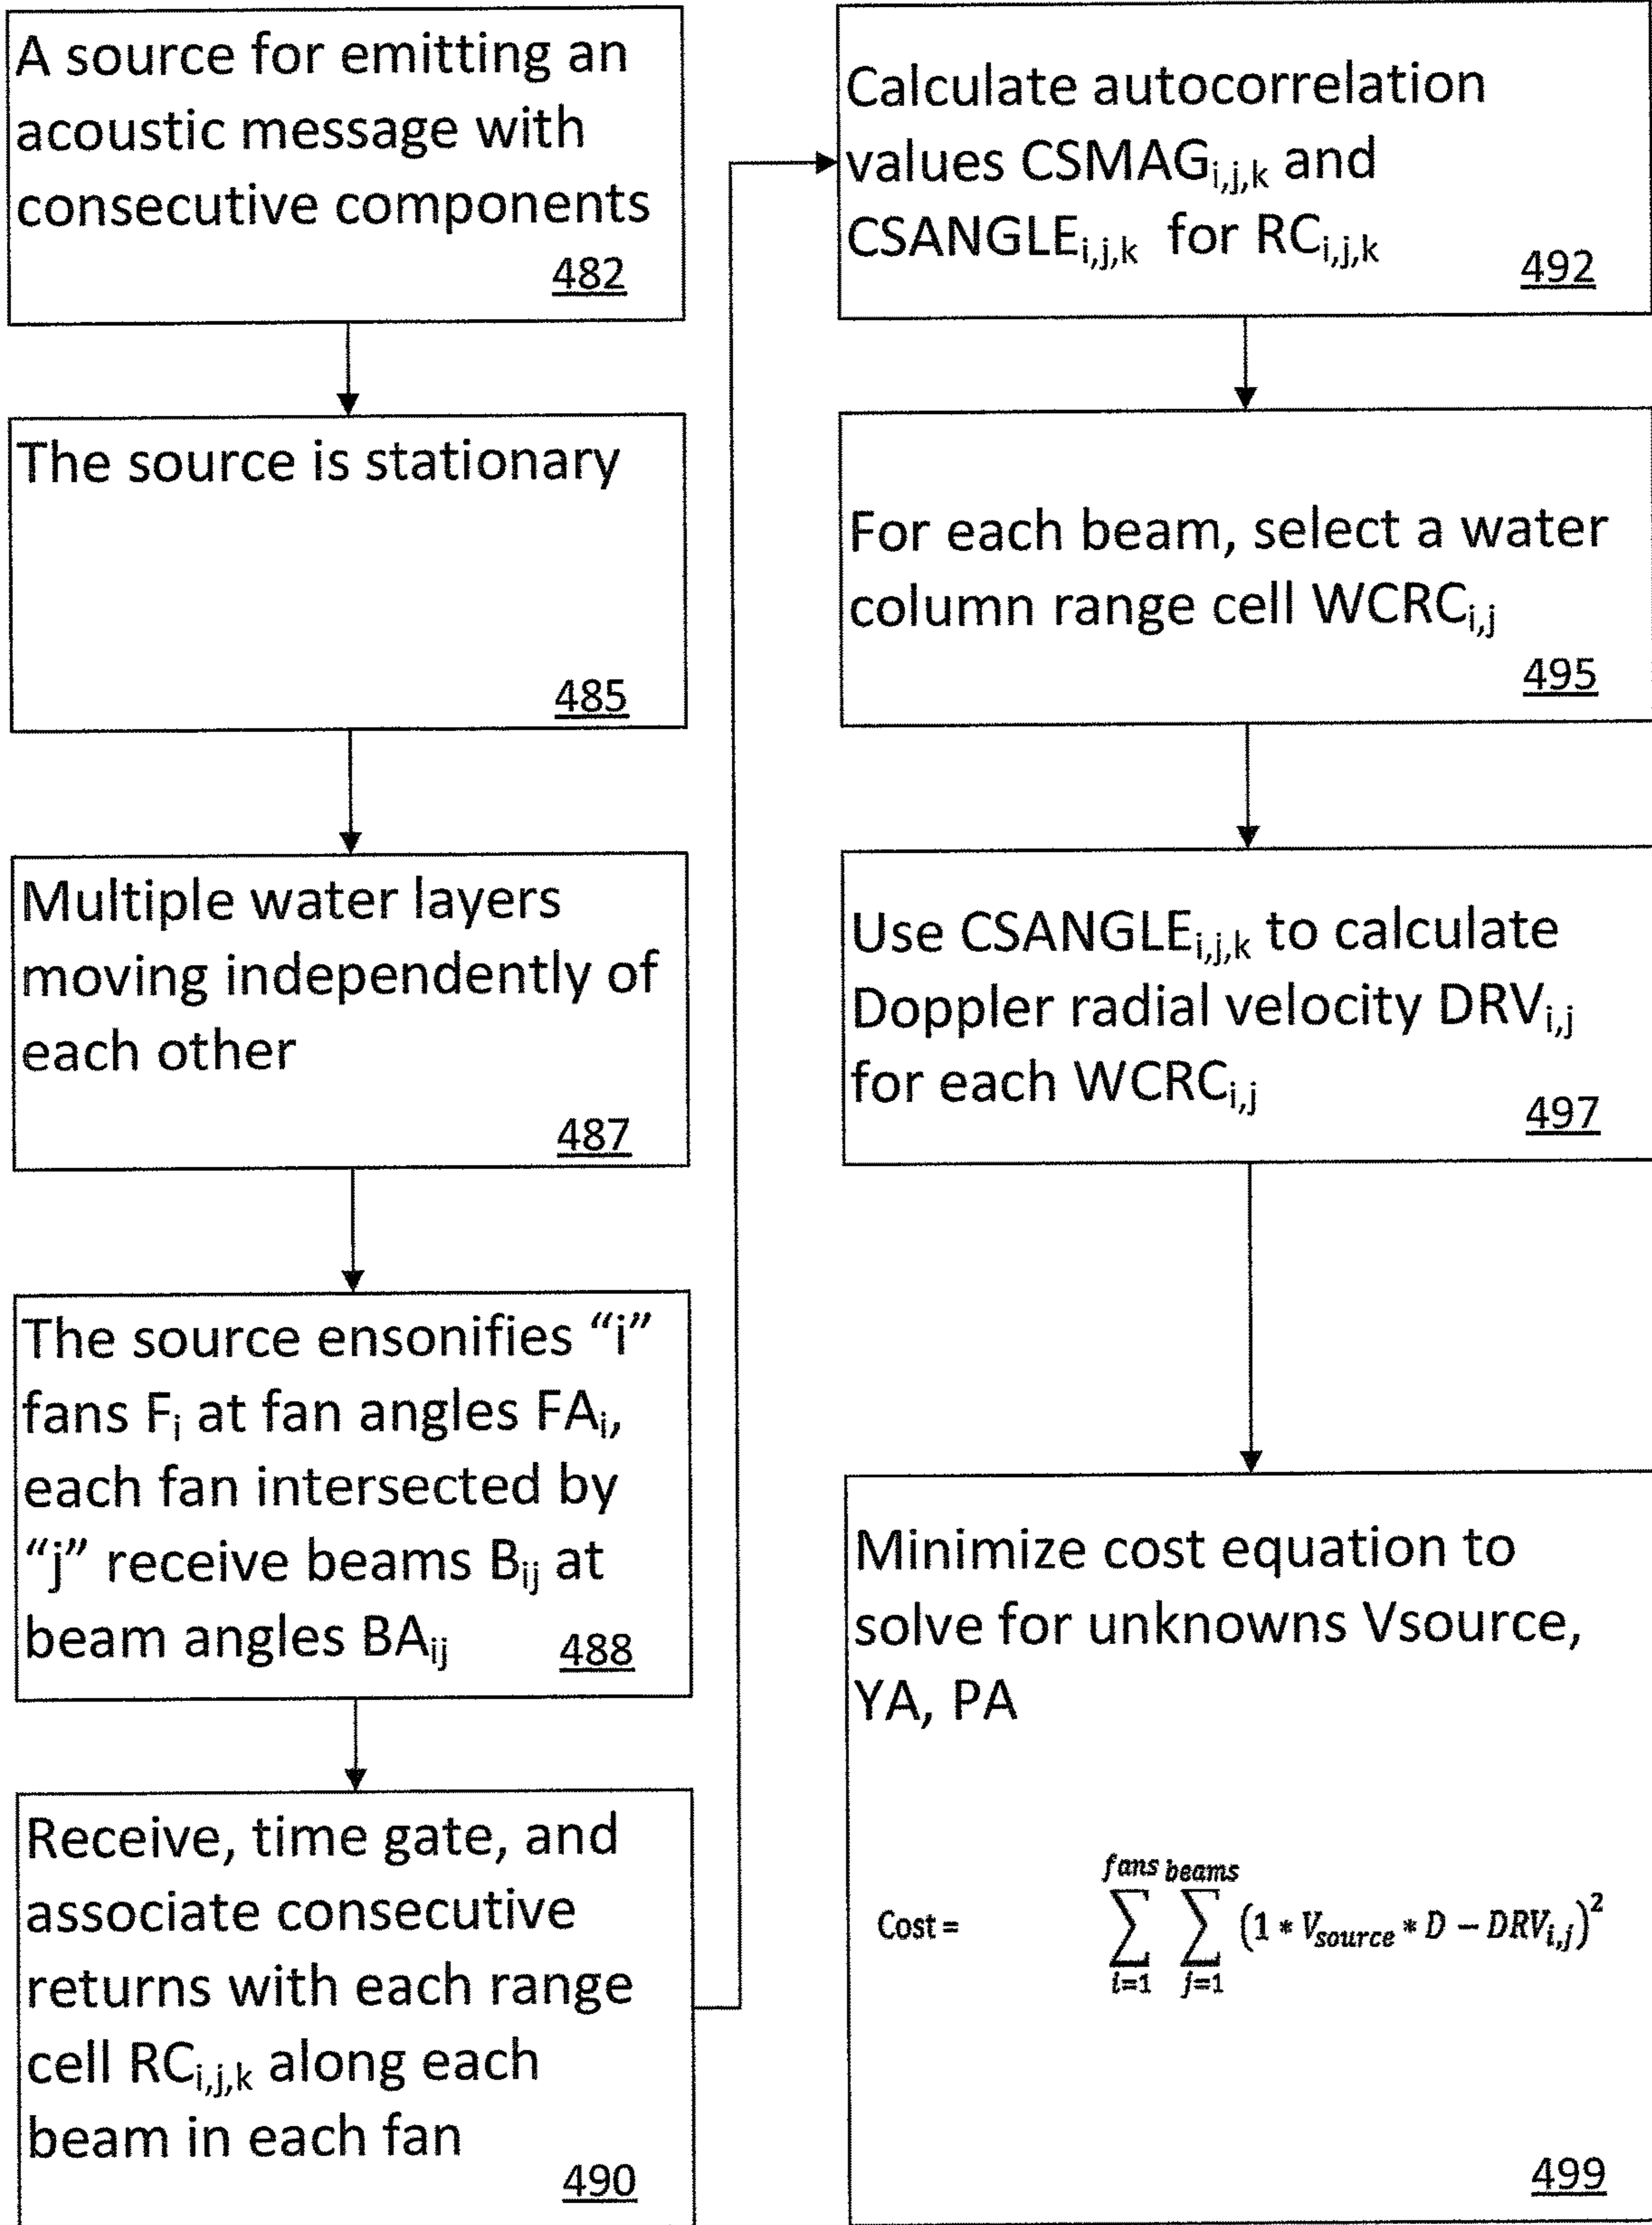 A source for emitting an
acoustic message with
consecutive components
482
The source is stationary
485
Multiple water layers
moving independently of
each other
487
The source ensonifies “i”
fans Fi at fan angles FAi,
each fan intersected by
“j” receive beams Bij at
beam angles BAij 488
Receive, time gate, and
associate consecutive
returns with each range
cell RCi,j,k along each
beam in each fan
490
Calculate autocorrelation
values CSMAGi,j,k and
CSANGLEi,j,k for RCi,j,k
492
For each beam, select a water
column range cell WCRCi,j
495
Use CSANGLEi,j,k to calculate
Doppler radial velocity DRVi,j
for each WCRCi,j
497
Minimize cost equation to
solve for unknowns Vsource,
YA, PA
fans beams
Cost = ∑ ∑ (1 * Vsource * D − DRVi,j)²
i=1 j=1
499